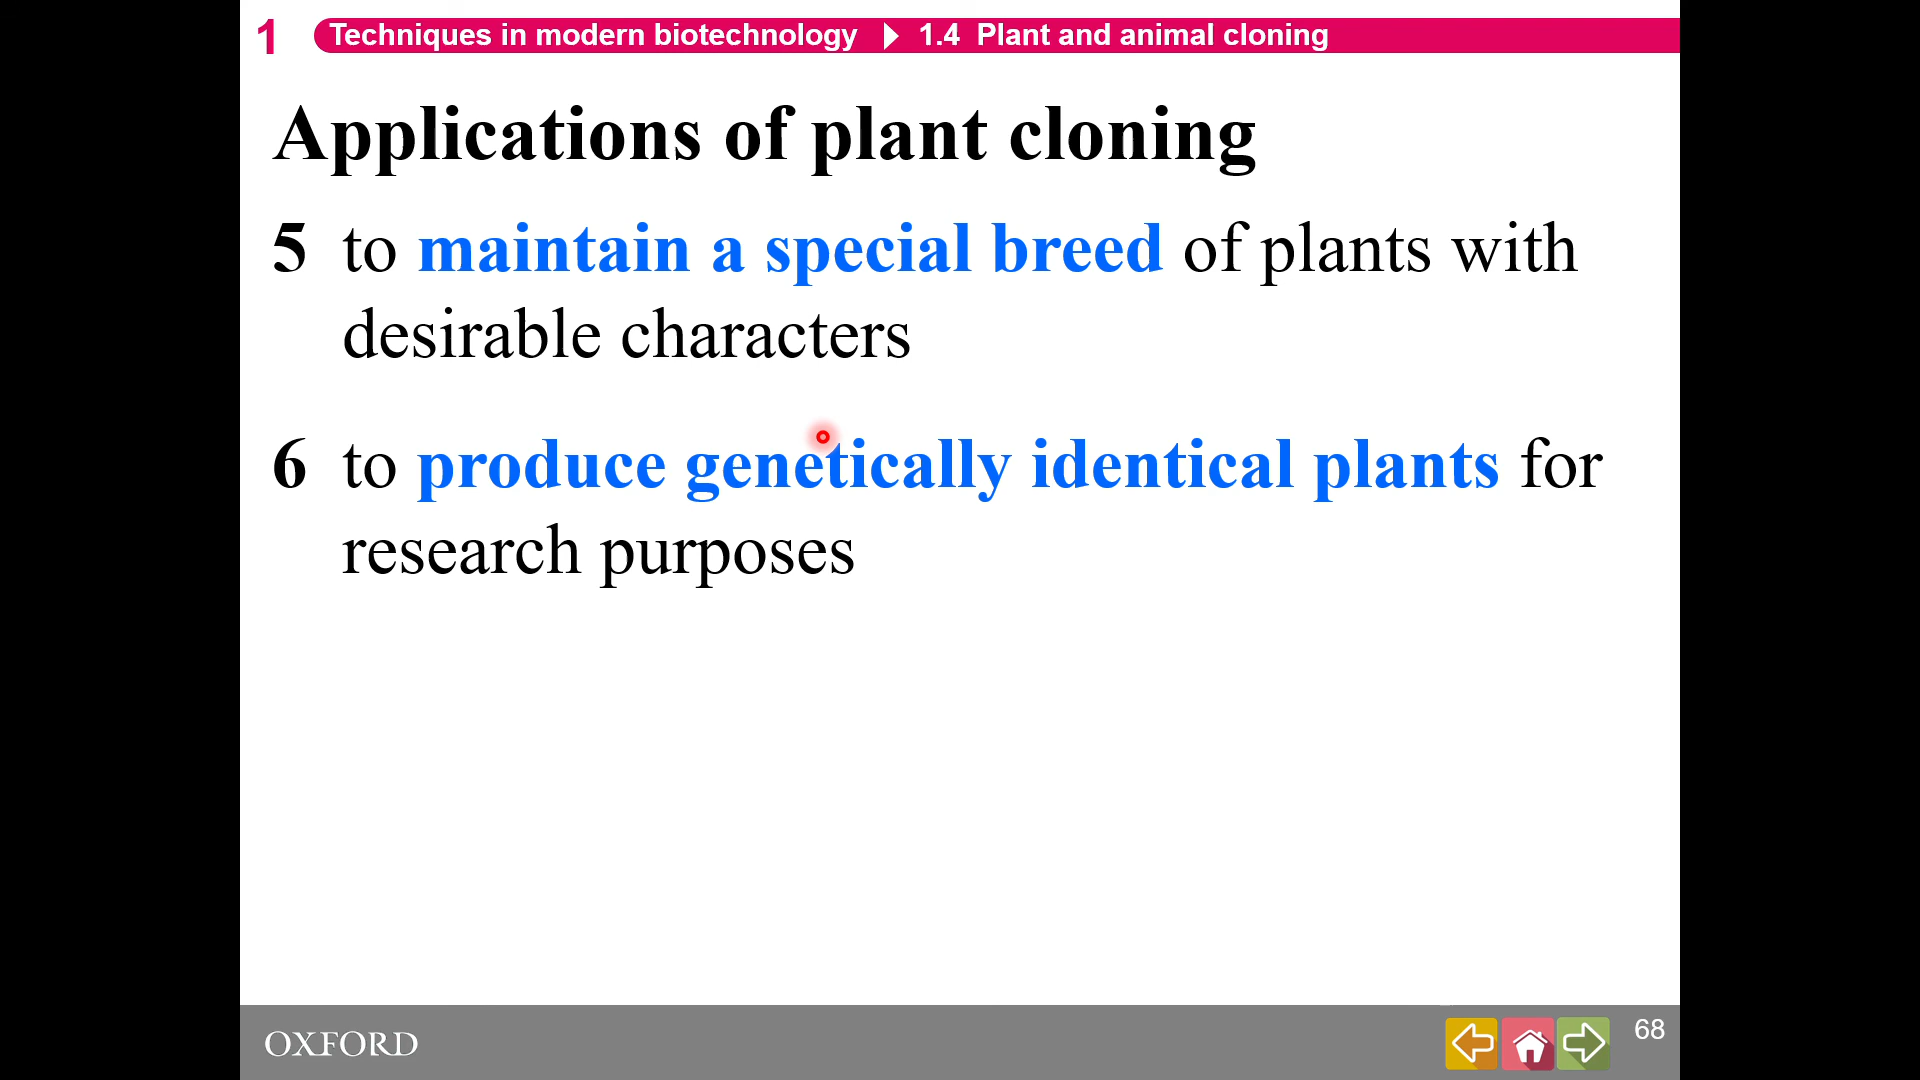 1 Techniques in modern biotechnology 1.4 Plant and animal cloning
Applications of plant cloning
5 to maintain a special breed of plants with
desirable characters
6 to produce genetically identical plants for
research purposes
OXFORD 68